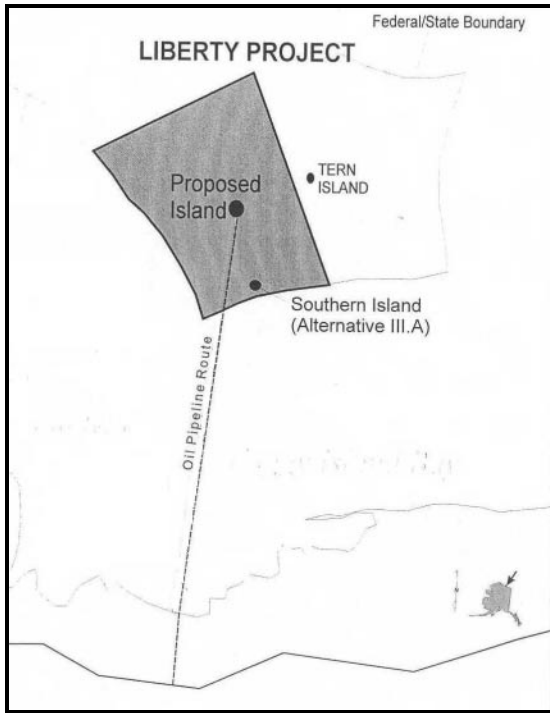 Federal/State Boundary
LIBERTY PROJECT
TERN
ISLAND
Proposed
Island
Southern Island
(Alternative III.A)
Oil Pipeline Route